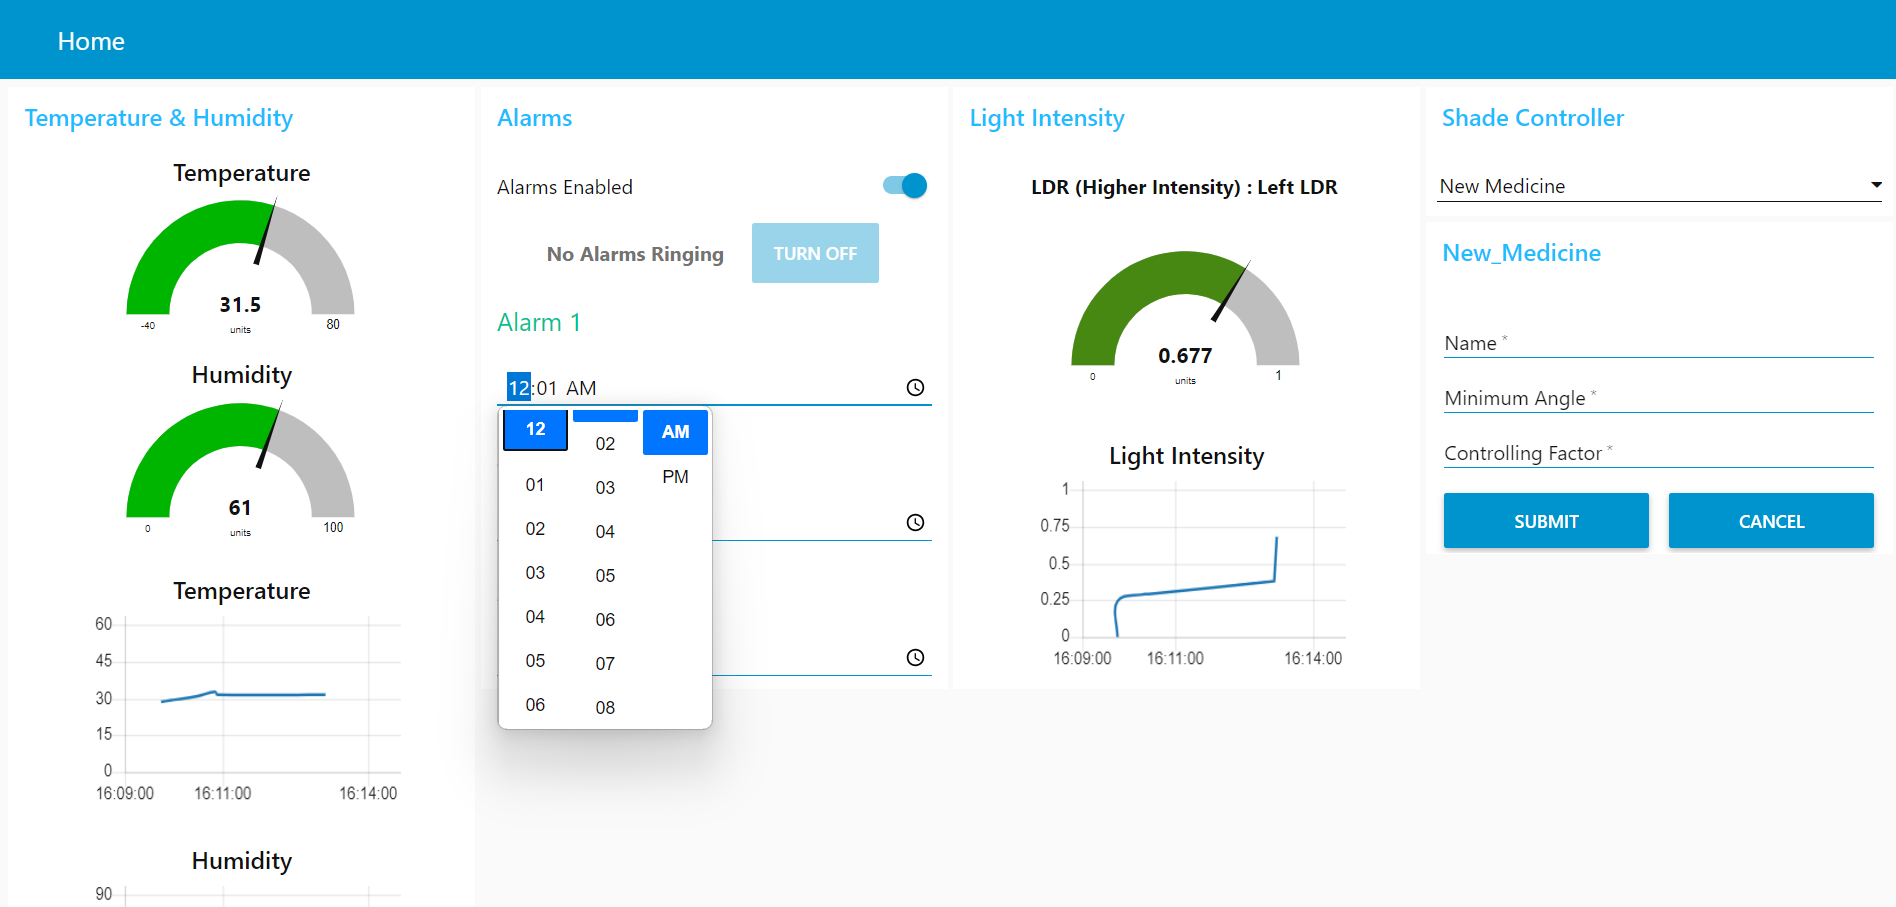 Home
Temperature & Humidity
Temperature
31.5
units
-40
80
Humidity
61
units
0
100
Temperature
60
45
30
15
0
16:09:00
16:11:00
16:14:00
Humidity
90
Alarms
Alarms Enabled
No Alarms Ringing
TURN OFF
Alarm 1
12:01 AM
12
AM
02
01
PM
03
02
04
03
05
04
06
05
07
06
08
Light Intensity
LDR (Higher Intensity) : Left LDR
0.677
units
0
1
Light Intensity
1
0.75
0.5
0.25
0
16:09:00
16:11:00
16:14:00
Shade Controller
New Medicine
New_Medicine
Name *
Minimum Angle *
Controlling Factor *
SUBMIT
CANCEL